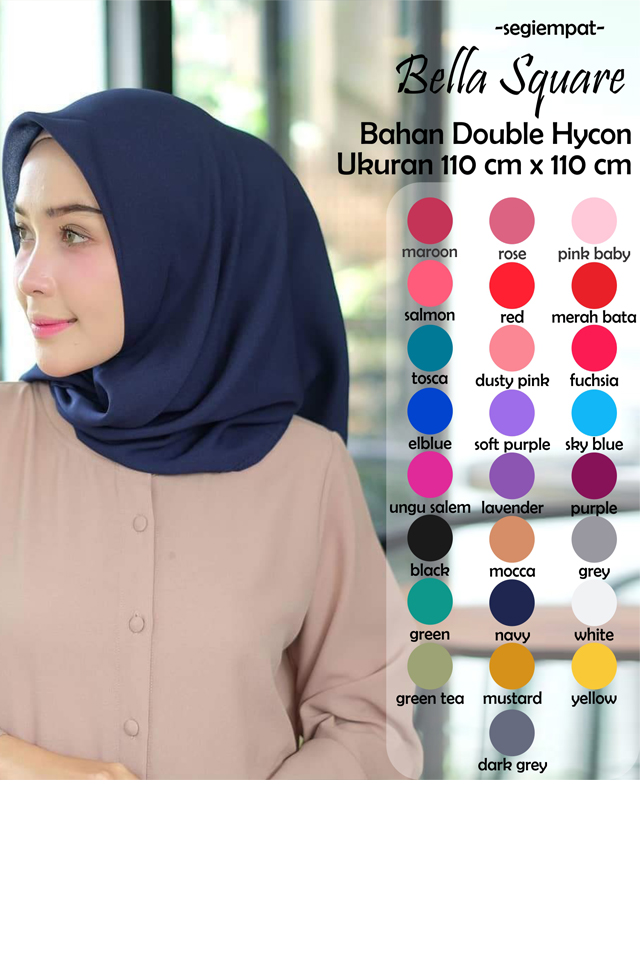 -segiempat-
Bella Square
Bahan Double Hycon
Ukuran 110 cm x 110 cm
maroon rose pink baby
salmon red merah bata
tosca dusty pink fuchsia
elblue soft purple sky blue
ungu salem lavender purple
black mocca grey
green navy white
green tea mustard yellow
dark grey